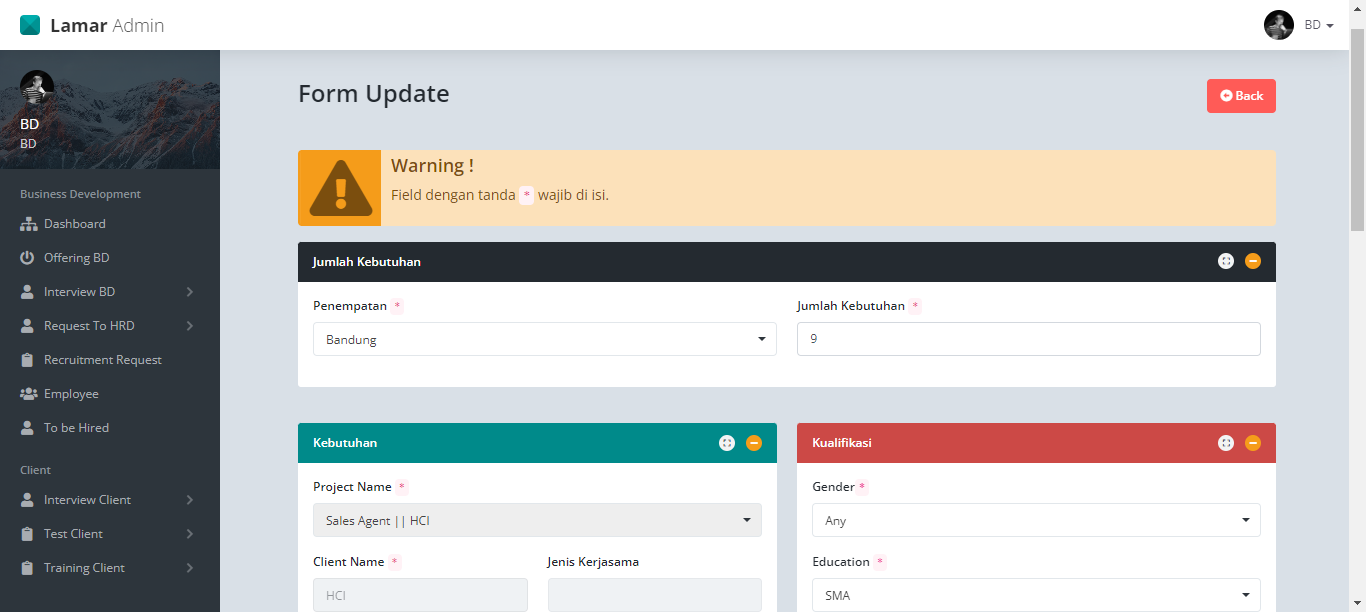 Lamar Admin
BD
BD
BD
Business Development
Dashboard
Offering BD
Interview BD
Request To HRD
Recruitment Request
Employee
To be Hired
Client
Interview Client
Test Client
Training Client
Form Update
Back
Warning !
Field dengan tanda * wajib di isi.
Jumlah Kebutuhan
Penempatan *
Bandung
Jumlah Kebutuhan *
9
Kebutuhan
Project Name *
Sales Agent || HCI
Client Name *
HCI
Jenis Kerjasama
Kualifikasi
Gender *
Any
Education *
SMA